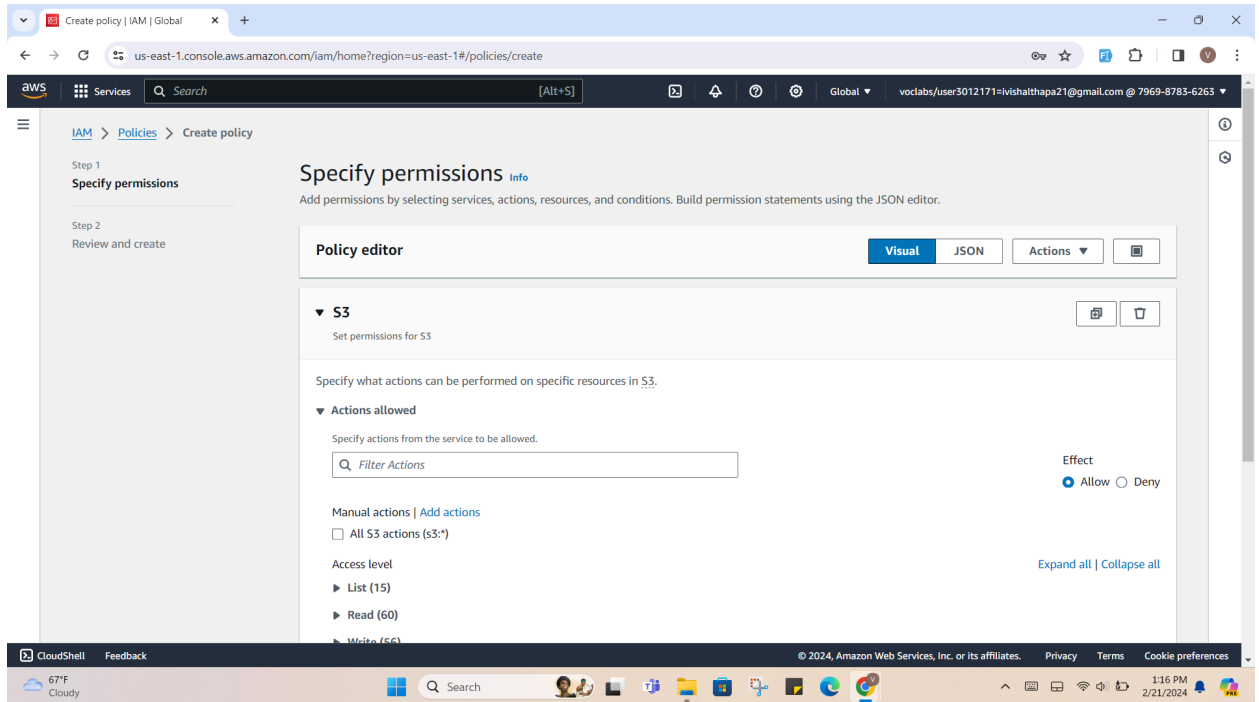 Create policy | IAM | Global
us-east-1.console.aws.amazon.com/iam/home?region=us-east-1#/policies/create
V
aws
Services
Search
[Alt+S]
Global
voclabs/user3012171=ivishalthapa21@gmail.com @ 7969-8783-6263
IAM > Policies > Create policy
Step 1
Specify permissions
Step 2
Review and create
Specify permissions Info
Add permissions by selecting services, actions, resources, and conditions. Build permission statements using the JSON editor.
Policy editor
Visual
JSON
Actions
S3
Set permissions for S3
Specify what actions can be performed on specific resources in S3.
Actions allowed
Specify actions from the service to be allowed.
Filter Actions
Effect
Allow
Deny
Manual actions | Add actions
All S3 actions (s3:*)
Access level
Expand all | Collapse all
List (15)
Read (60)
Write (56)
CloudShell
Feedback
© 2024, Amazon Web Services, Inc. or its affiliates.
Privacy
Terms
Cookie preferences
67°F
Cloudy
Search
V
1:16 PM
2/21/2024
PRE